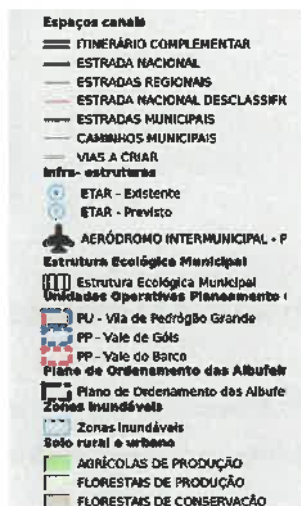 Espaços canais
ITINERÁRIO COMPLEMENTAR
ESTRADA NACIONAL
ESTRADAS REGIONAIS
ESTRADA NACIONAL DESCLASSIFI
ESTRADAS MUNICIPAIS
CAMINHOS MUNICIPAIS
VIAS A CRIAR
Infra- estruturas
ETAR - Existente
ETAR - Previsto
AERÓDROMO INTERMUNICIPAL - P
Estrutura Ecológica Municipal
Estrutura Ecológica Municipal
Unidades Operativas Planeamento
PU - Vila de Pedrógão Grande
PP - Vale de Góis
PP - Vale do Barco
Plano de Ordenamento das Albufeir
Plano de Ordenamento das Albufe
Zonas Inundáveis
Zonas Inundáveis
Solo rural e urbano
AGRÍCOLAS DE PRODUÇÃO
FLORESTAIS DE PRODUÇÃO
FLORESTAIS DE CONSERVAÇÃO